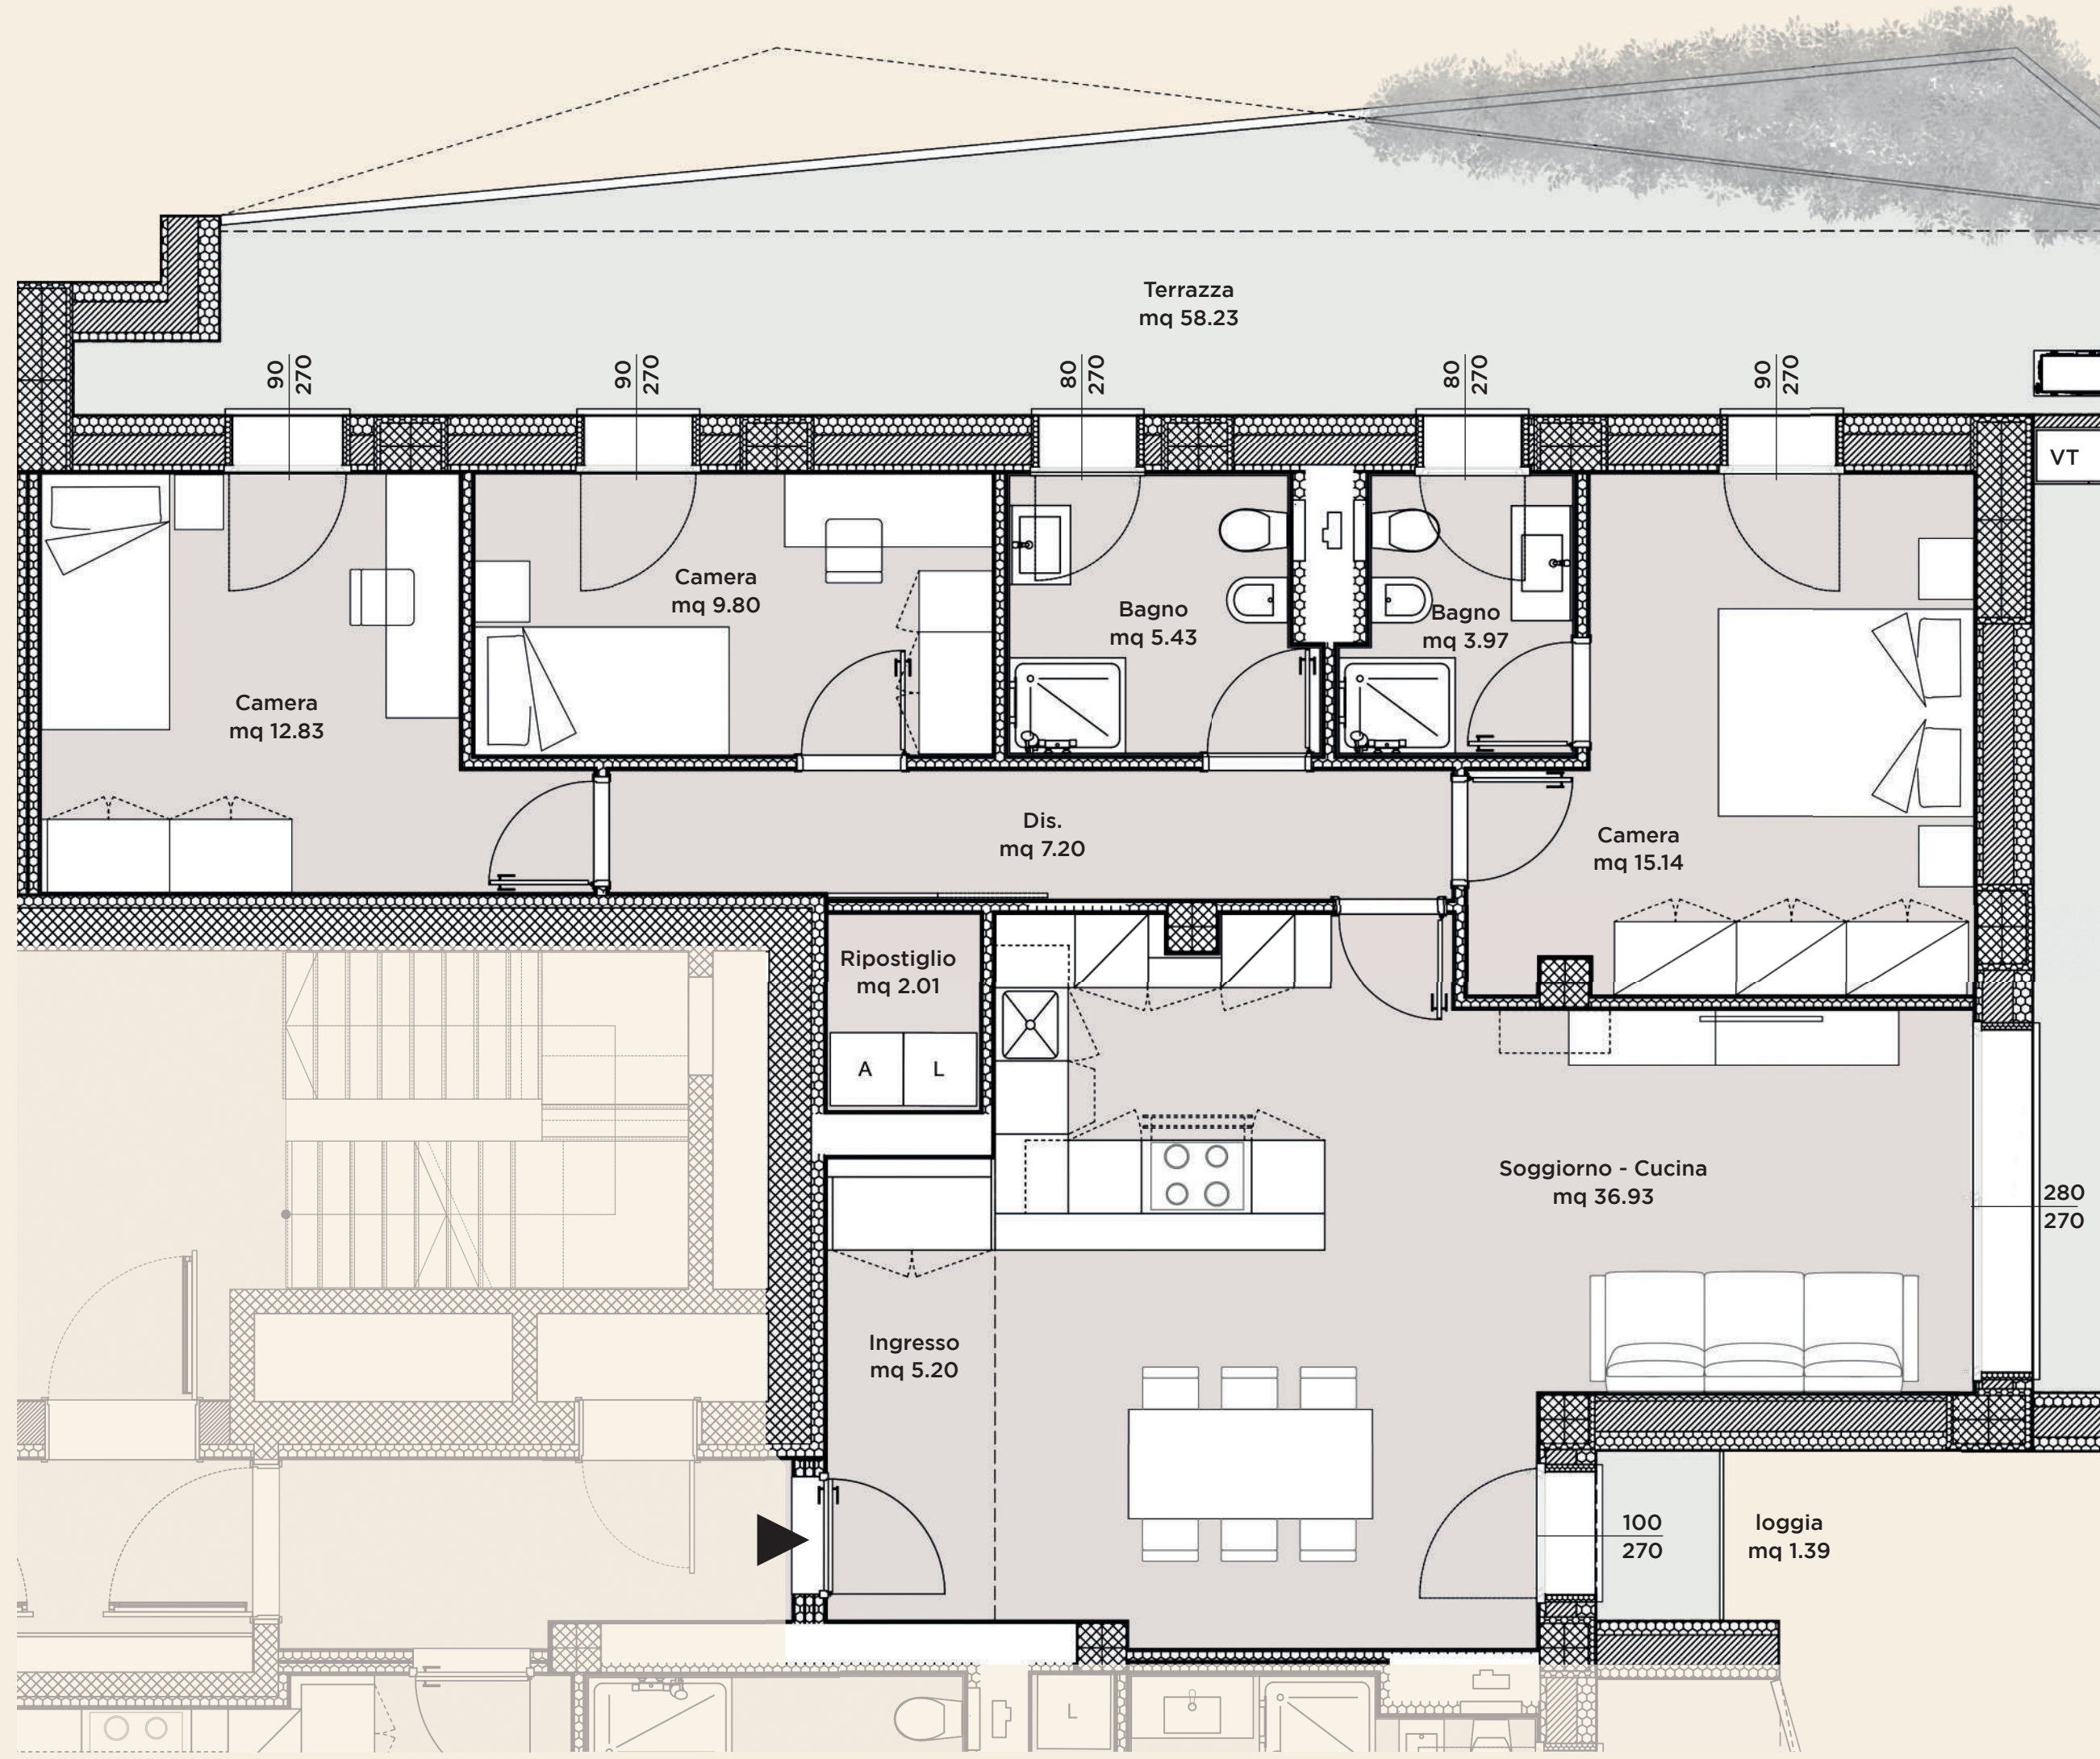 Terrazza
mq 58.23
90
270
90
270
80
270
80
270
90
270
VT
Camera
mq 12.83
Camera
mq 9.80
Bagno
mq 5.43
Bagno
mq 3.97
Camera
mq 15.14
Dis.
mq 7.20
Ripostiglio
mq 2.01
A
L
Soggiorno - Cucina
mq 36.93
280
270
Ingresso
mq 5.20
100
270
loggia
mq 1.39
L